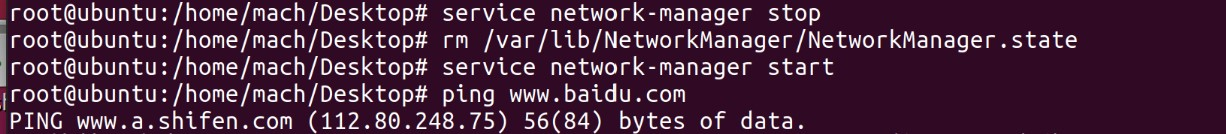 root@ubuntu:/home/mach/Desktop# service network-manager stop
root@ubuntu:/home/mach/Desktop# rm /var/lib/NetworkManager/NetworkManager.state
root@ubuntu:/home/mach/Desktop# service network-manager start
root@ubuntu:/home/mach/Desktop# ping www.baidu.com
PING www.a.shifen.com (112.80.248.75) 56(84) bytes of data.